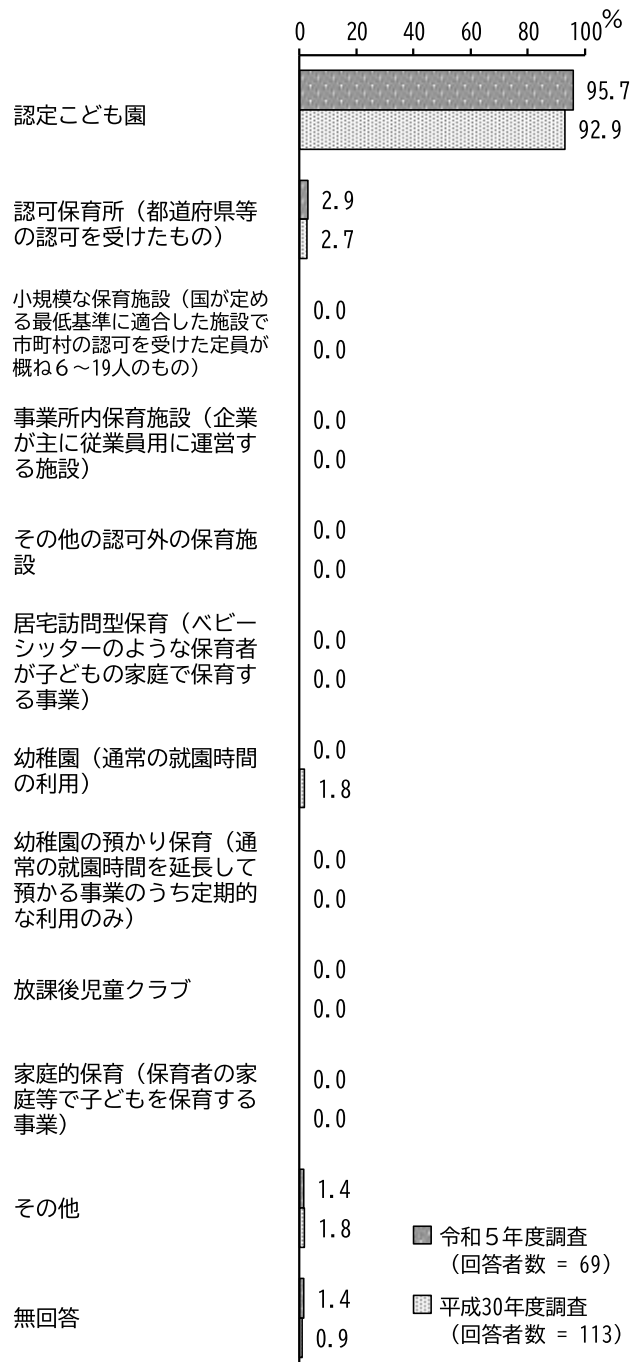 0 20 40 60 80 100%
認定こども園
95.7
92.9
認可保育所（都道府県等
の認可を受けたもの）
2.9
2.7
小規模な保育施設（国が定め
る最低基準に適合した施設で
市町村の認可を受けた定員が
概ね６～19人のもの）
0.0
0.0
事業所内保育施設（企業
が主に従業員用に運営す
る施設）
0.0
0.0
その他の認可外の保育施
設
0.0
0.0
居宅訪問型保育（ベビー
シッターのような保育者
が子どもの家庭で保育す
る事業）
0.0
0.0
幼稚園（通常の就園時間
の利用）
0.0
1.8
幼稚園の預かり保育（通
常の就園時間を延長して
預かる事業のうち定期的
な利用のみ）
0.0
0.0
放課後児童クラブ
0.0
0.0
家庭的保育（保育者の家
庭等で子どもを保育する
事業）
0.0
0.0
その他
1.4
1.8
無回答
1.4
0.9
令和５年度調査
（回答者数 = 69）
平成30年度調査
（回答者数 = 113）